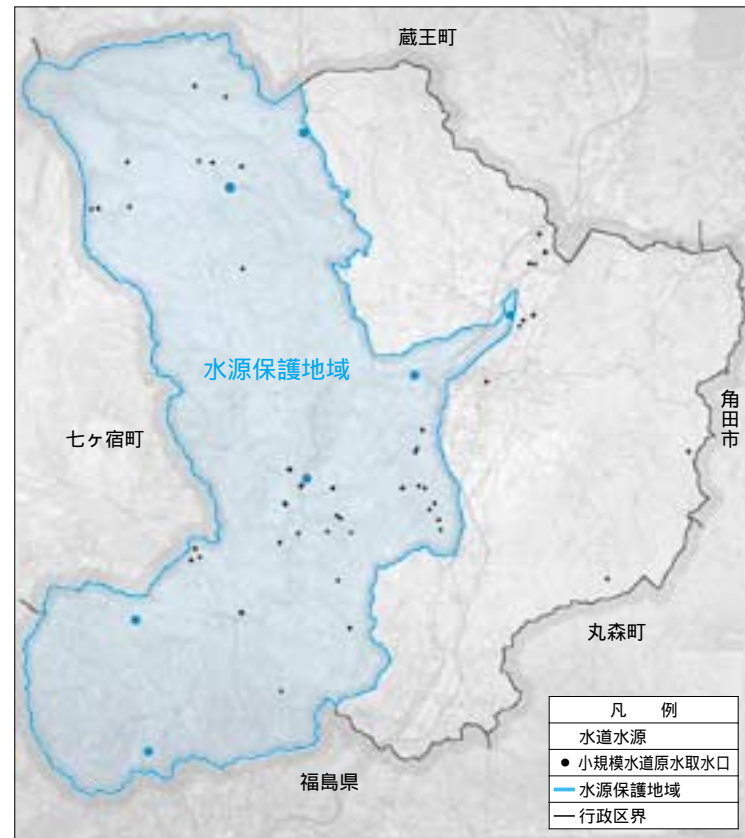 蔵王町
水源保護地域
角田市
七ヶ宿町
丸森町
福島県
凡　例
水道水源
小規模水道原水取水口
水源保護地域
行政区界